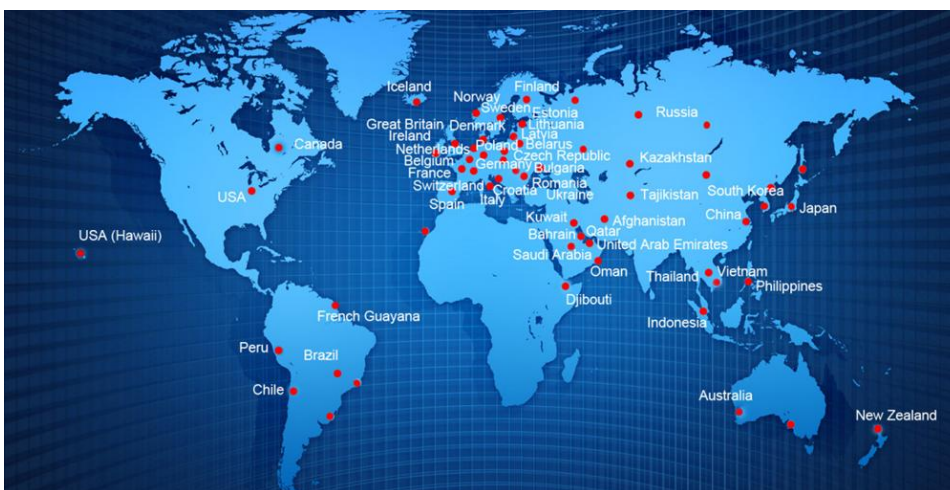 Iceland
Finland
Norway
Sweden
Estonia
Russia
Great Britain
Denmark
Lithuania
Ireland
Latvia
Canada
Netherlands
Poland
Belarus
Belgium
Czech Republic
Kazakhstan
France
Germany
Bulgaria
Switzerland
Croatia
Romania
South Korea
USA
Italy
Ukraine
Tajikistan
Spain
Japan
Kuwait
Afghanistan
China
USA (Hawaii)
Bahrain
Qatar
United Arab Emirates
Saudi Arabia
Oman
Thailand
Vietnam
Philippines
Djibouti
French Guayana
Indonesia
Peru
Brazil
Chile
Australia
New Zealand